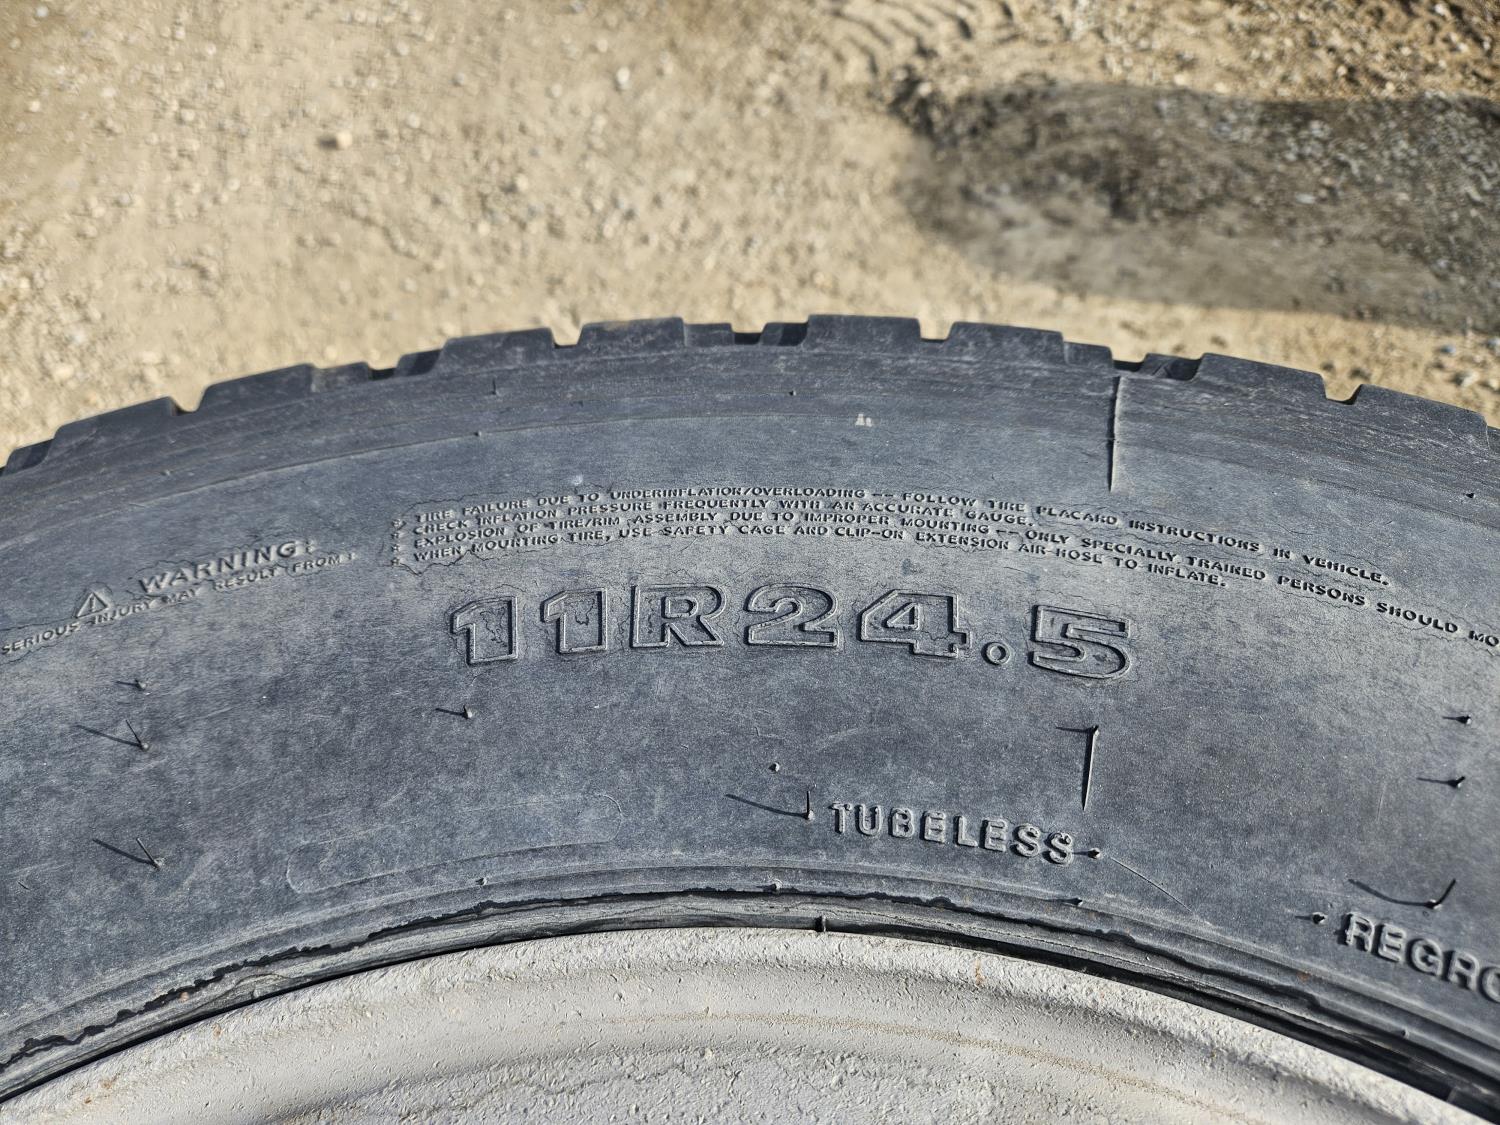 WARNING:
SERIOUS INJURY MAY RESULT FROM:
TIRE FAILURE DUE TO UNDERINFLATION/OVERLOADING -- FOLLOW TIRE PLACARD INSTRUCTIONS IN VEHICLE.
CHECK INFLATION PRESSURE FREQUENTLY WITH AN ACCURATE GAUGE.
EXPLOSION OF TIRE/RIM ASSEMBLY DUE TO IMPROPER MOUNTING -- ONLY SPECIALLY TRAINED PERSONS SHOULD MO
WHEN MOUNTING TIRE, USE SAFETY CAGE AND CLIP-ON EXTENSION AIR HOSE TO INFLATE.
11R24.5
TUBELESS
REGRO